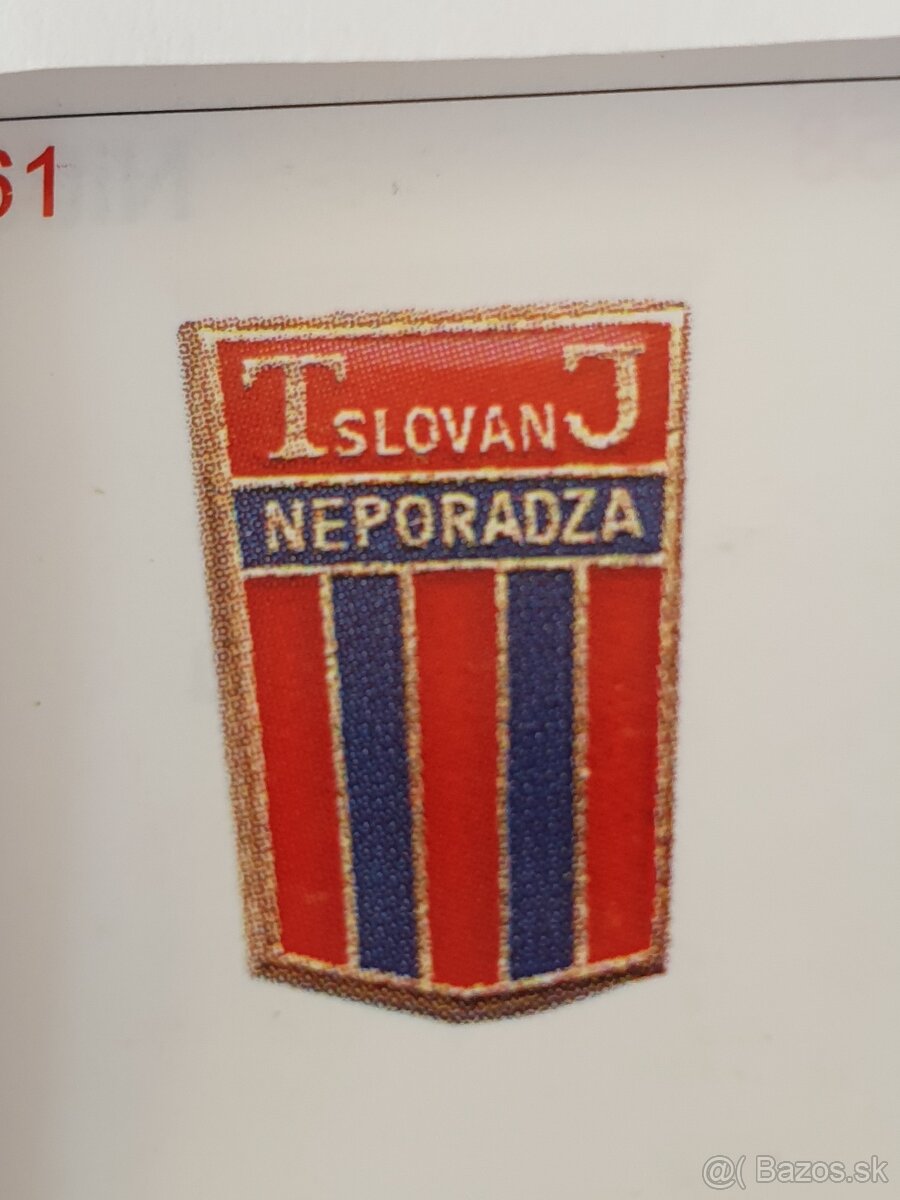 61
T SLOVAN J
NEPORADZA
@( Bazos.sk